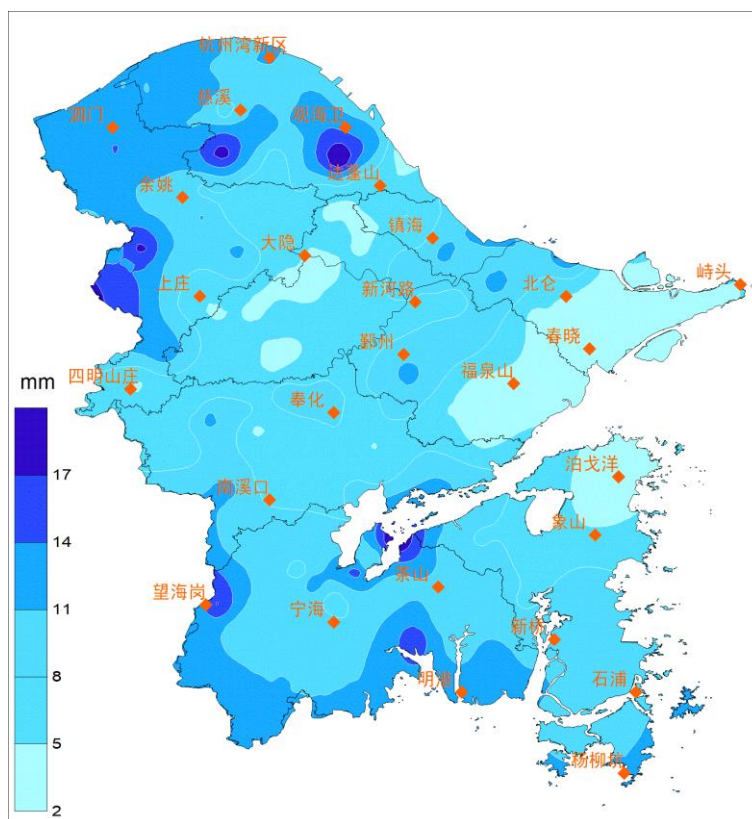 杭州湾新区
慈溪
泗门
观海卫
达蓬山
余姚
镇海
大隐
峙头
上庄
新河路
北仑
鄞州
春晓
四明山庄
福泉山
奉化
mm
17
14
11
8
5
2
泊戈洋
南溪口
象山
茶山
望海岗
宁海
新桥
明港
石浦
杨柳坑